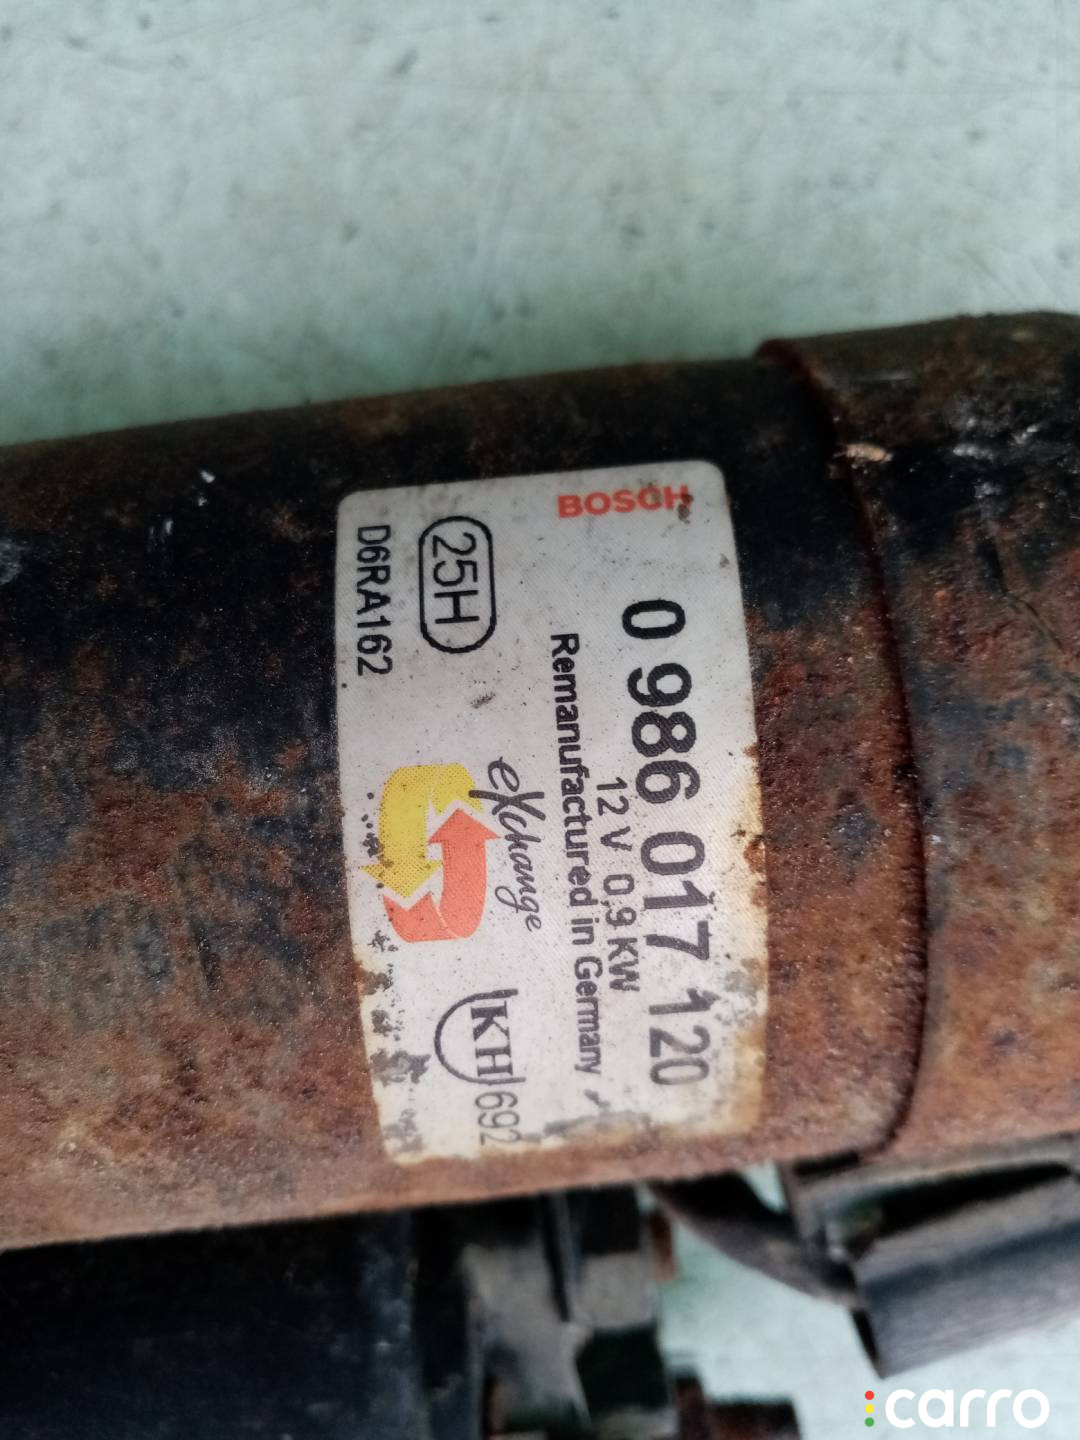 BOSCH
0 986 017 120
12 V 0,9 KW
Remanufactured in Germany
eXchange
25H
KH 692
D6RA162
carro